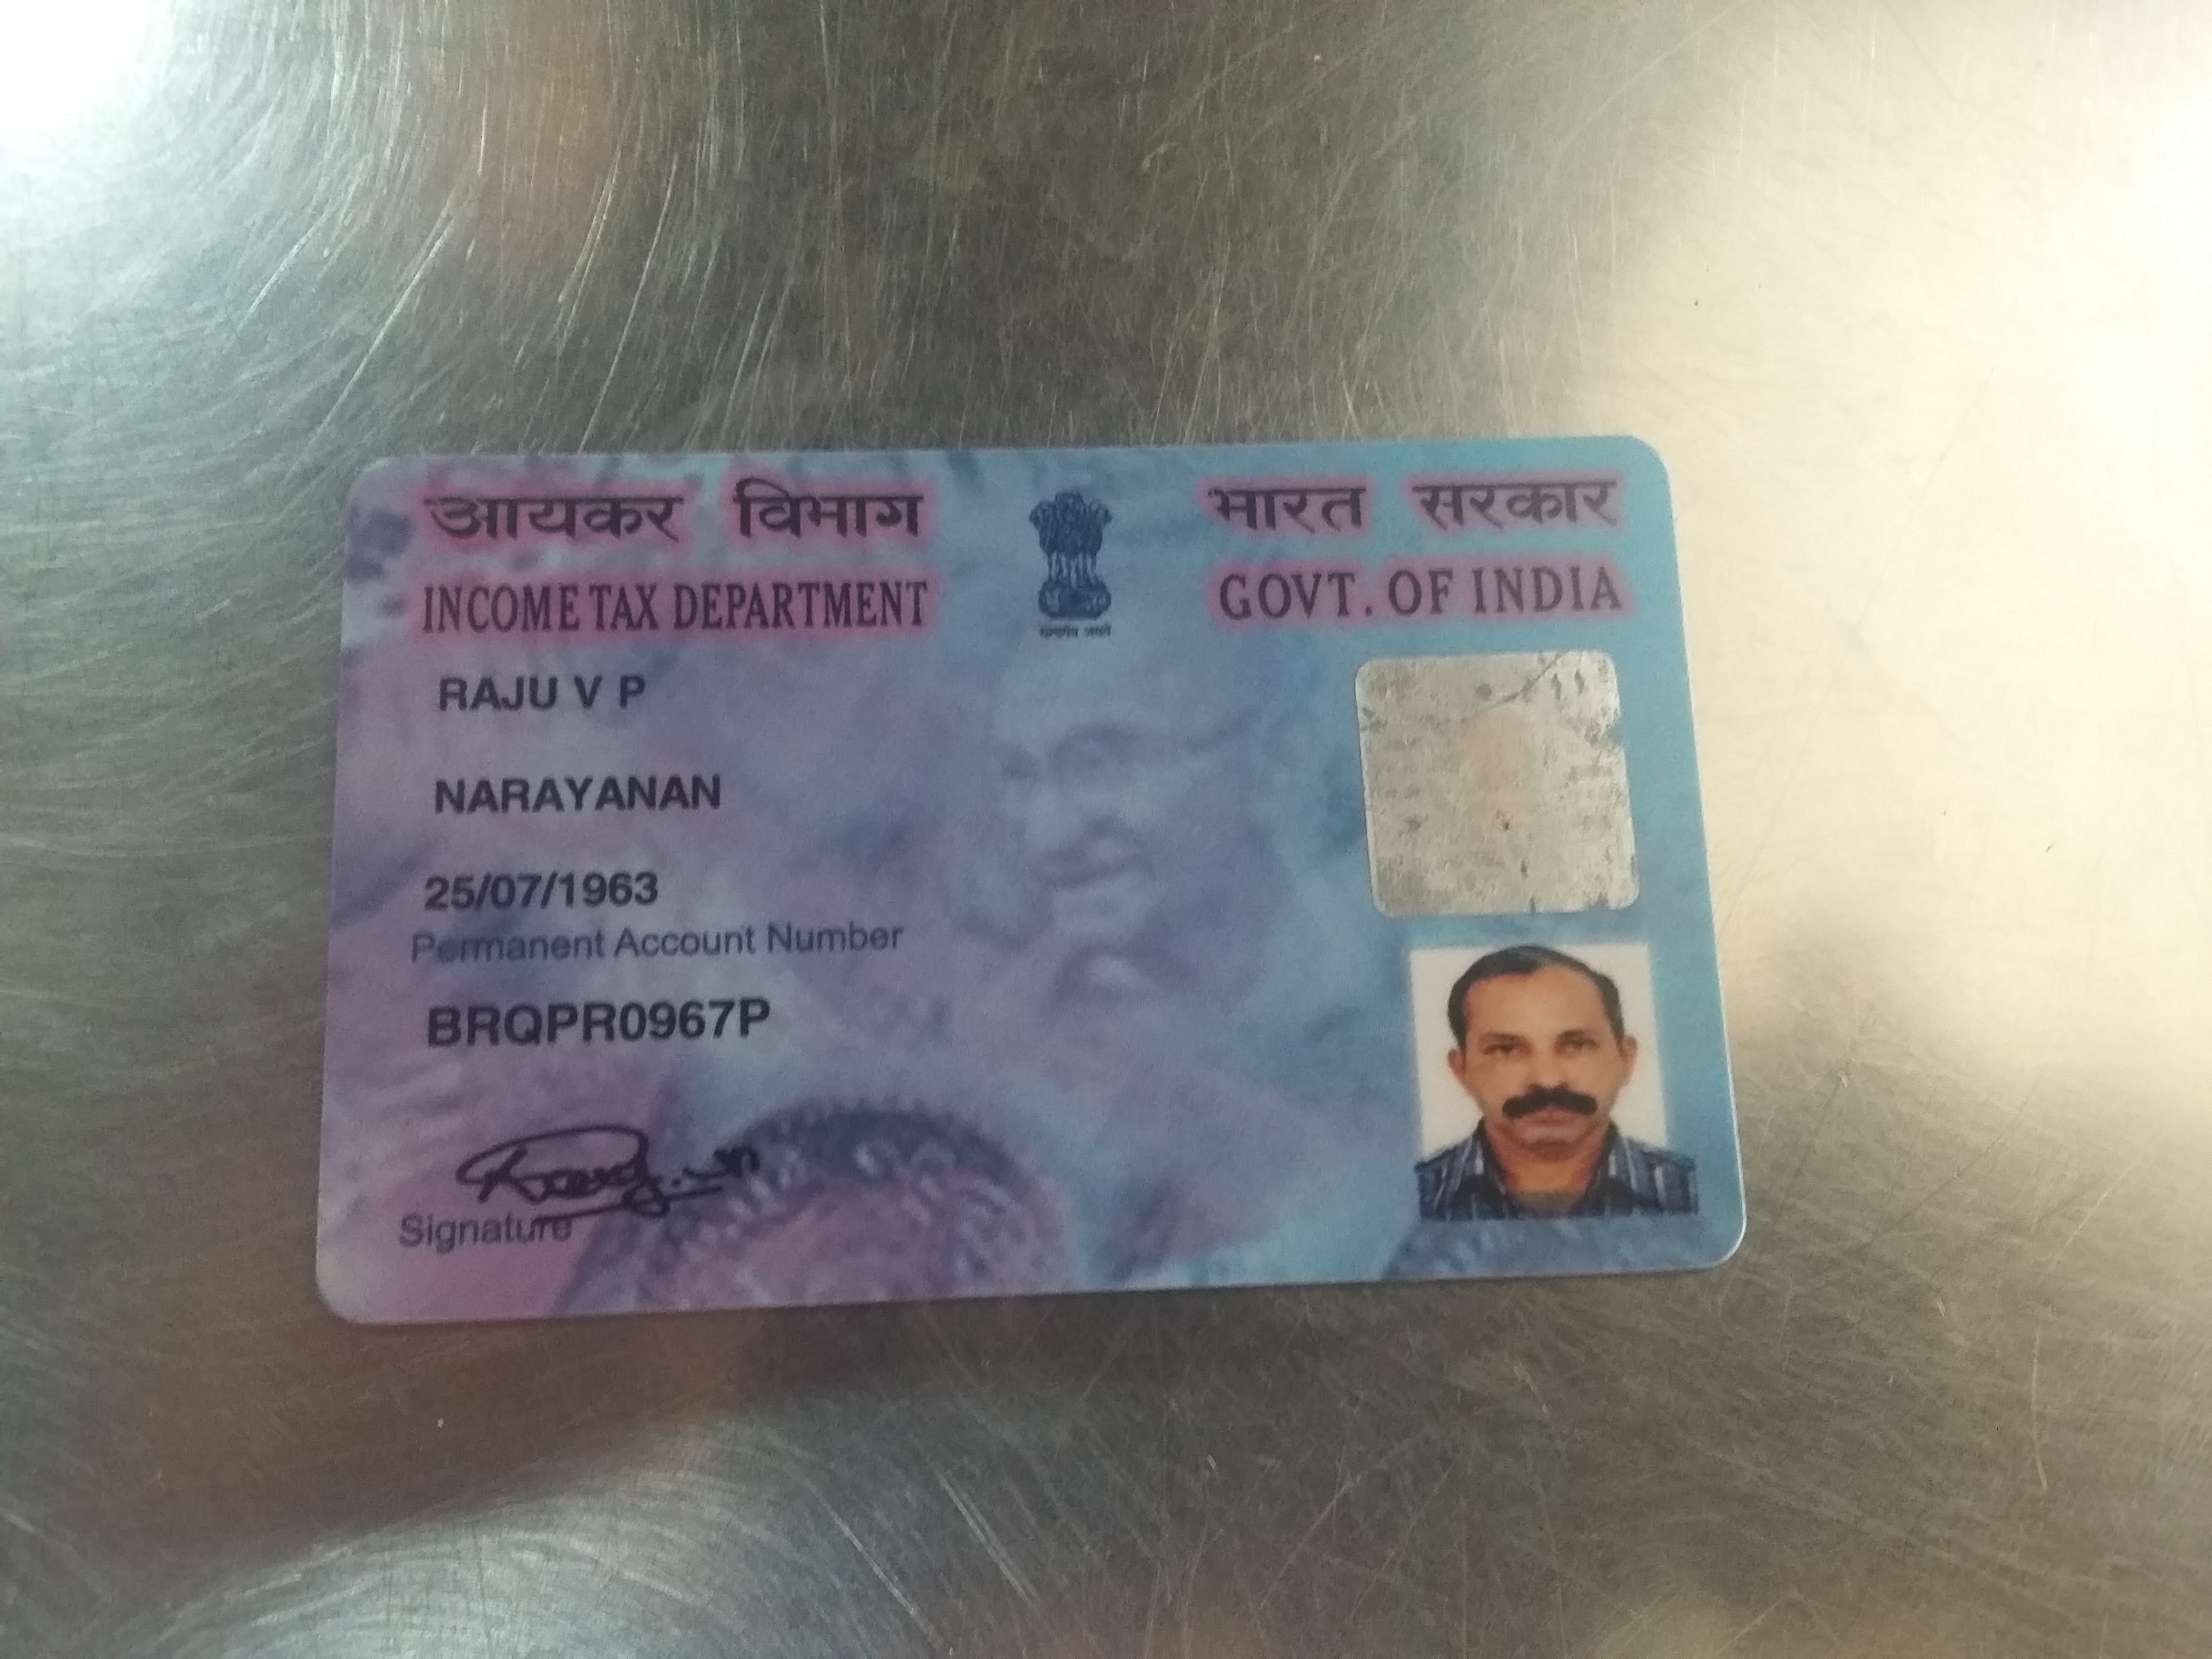 आयकर विभाग
INCOME TAX DEPARTMENT
भारत सरकार
GOVT. OF INDIA
सत्यमेव जयते
RAJU V P
NARAYANAN
25/07/1963
Permanent Account Number
BRQPR0967P
Signature